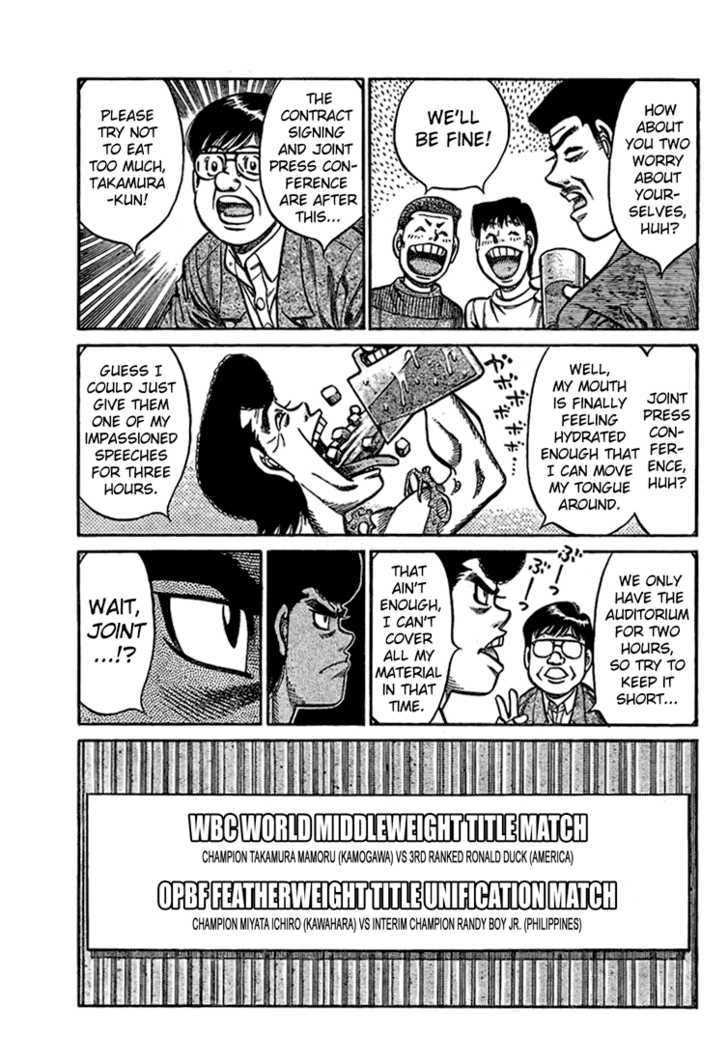 HOW
ABOUT
YOU TWO
WORRY
ABOUT
YOUR-
SELVES,
HUH?
WE'LL
BE FINE!
THE
CONTRACT
SIGNING
AND JOINT
PRESS CON-
FERENCE
ARE AFTER
THIS...
PLEASE
TRY NOT
TO EAT
TOO MUCH,
TAKAMURA
-KUN!
JOINT
PRESS
CON-
FER-
ENCE,
HUH?
WELL,
MY MOUTH
IS FINALLY
FEELING
HYDRATED
ENOUGH THAT
I CAN MOVE
MY TONGUE
AROUND.
GUESS I
COULD JUST
GIVE THEM
ONE OF MY
IMPASSIONED
SPEECHES
FOR THREE
HOURS.
WE ONLY
HAVE THE
AUDITORIUM
FOR TWO
HOURS,
SO TRY TO
KEEP IT
SHORT...
ぶーぶー
THAT
AIN'T
ENOUGH,
I CAN'T
COVER
ALL MY
MATERIAL
IN THAT
TIME.
WAIT,
JOINT
...!?
WBC WORLD MIDDLEWEIGHT TITLE MATCH
CHAMPION TAKAMURA MAMORU (KAMOGAWA) VS 3RD RANKED RONALD DUCK (AMERICA)
OPBF FEATHERWEIGHT TITLE UNIFICATION MATCH
CHAMPION MIYATA ICHIRO (KAWAHARA) VS INTERIM CHAMPION RANDY BOY JR. (PHILIPPINES)